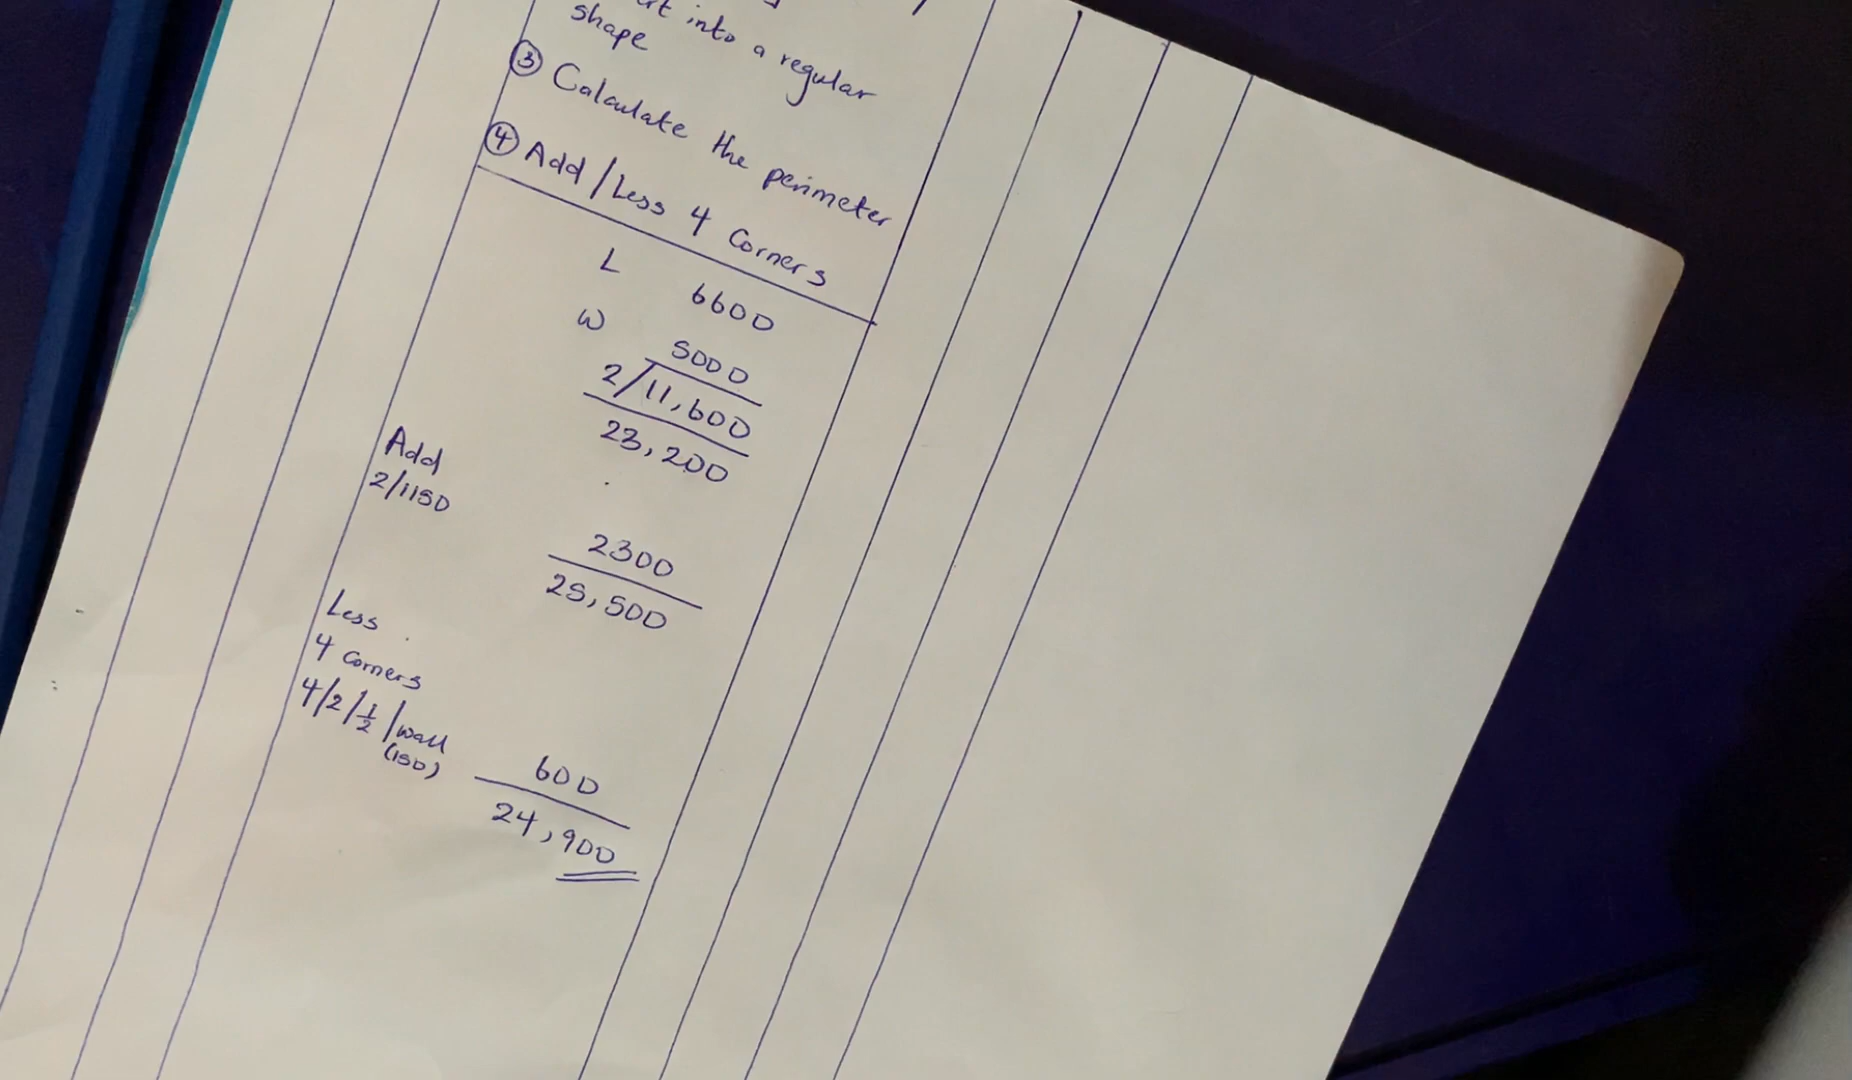 into a regular
shape
③ Calculate the perimeter
④ Add / Less 4 Corners
L 6600
W 5000
2/11,600
23,200
Add
2/1150
2300
25,500
Less
4 Corners
4/2/½/wall
(150)
600
24,900